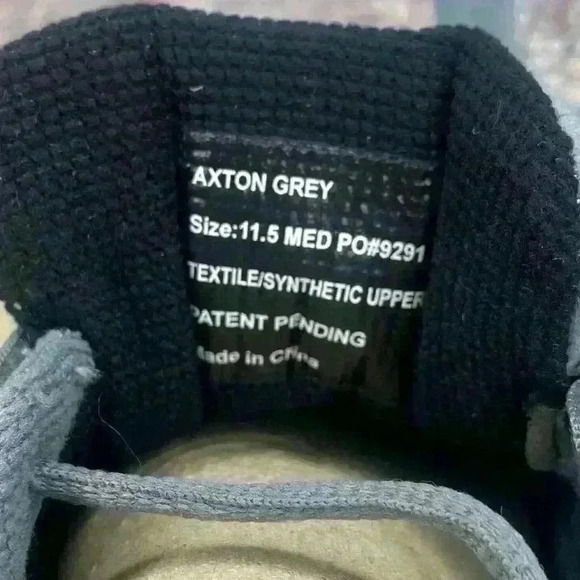 AXTON GREY
Size:11.5 MED PO#9291
TEXTILE/SYNTHETIC UPPER
PATENT PENDING
Made in China